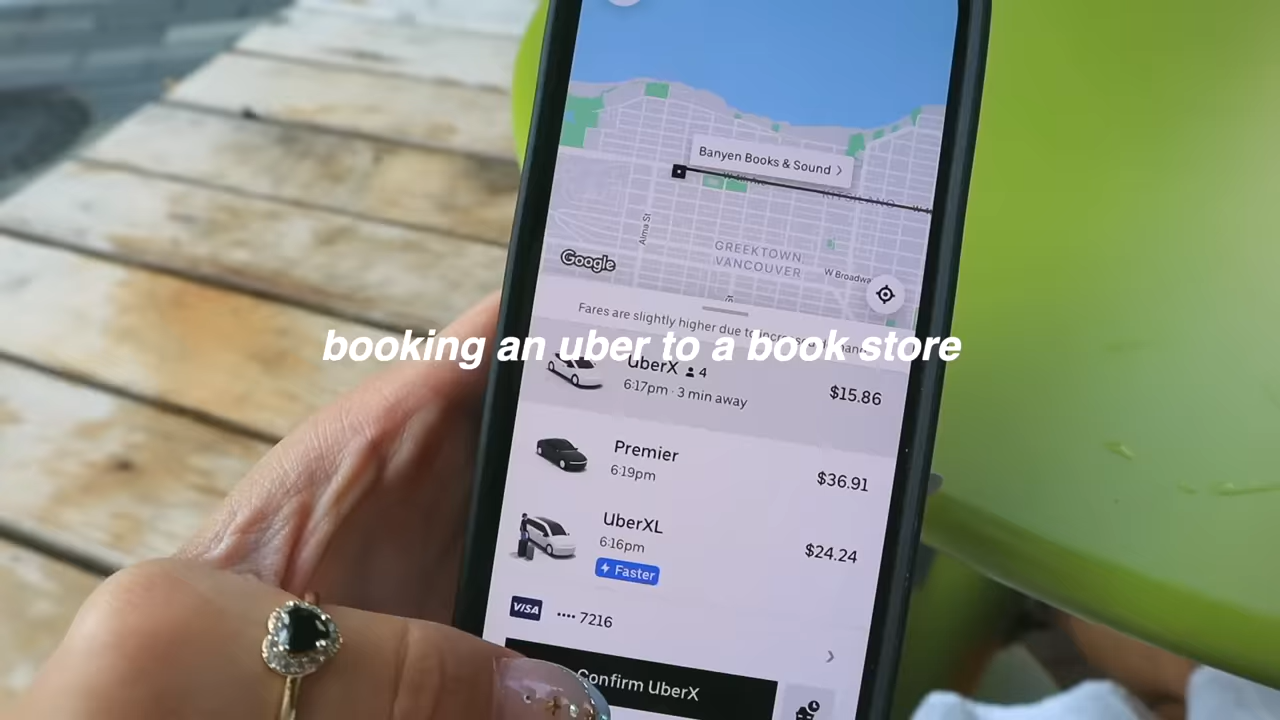 Banyen Books & Sound
Alma St
GREEKTOWN
VANCOUVER
Google
Fares are slightly higher due to
booking an uber to a book store
UberX 4
$15.86
6:17pm · 3 min away
Premier
$36.91
6:19pm
UberXL
$24.24
6:16pm
Faster
VISA
•••• 7216
Confirm UberX